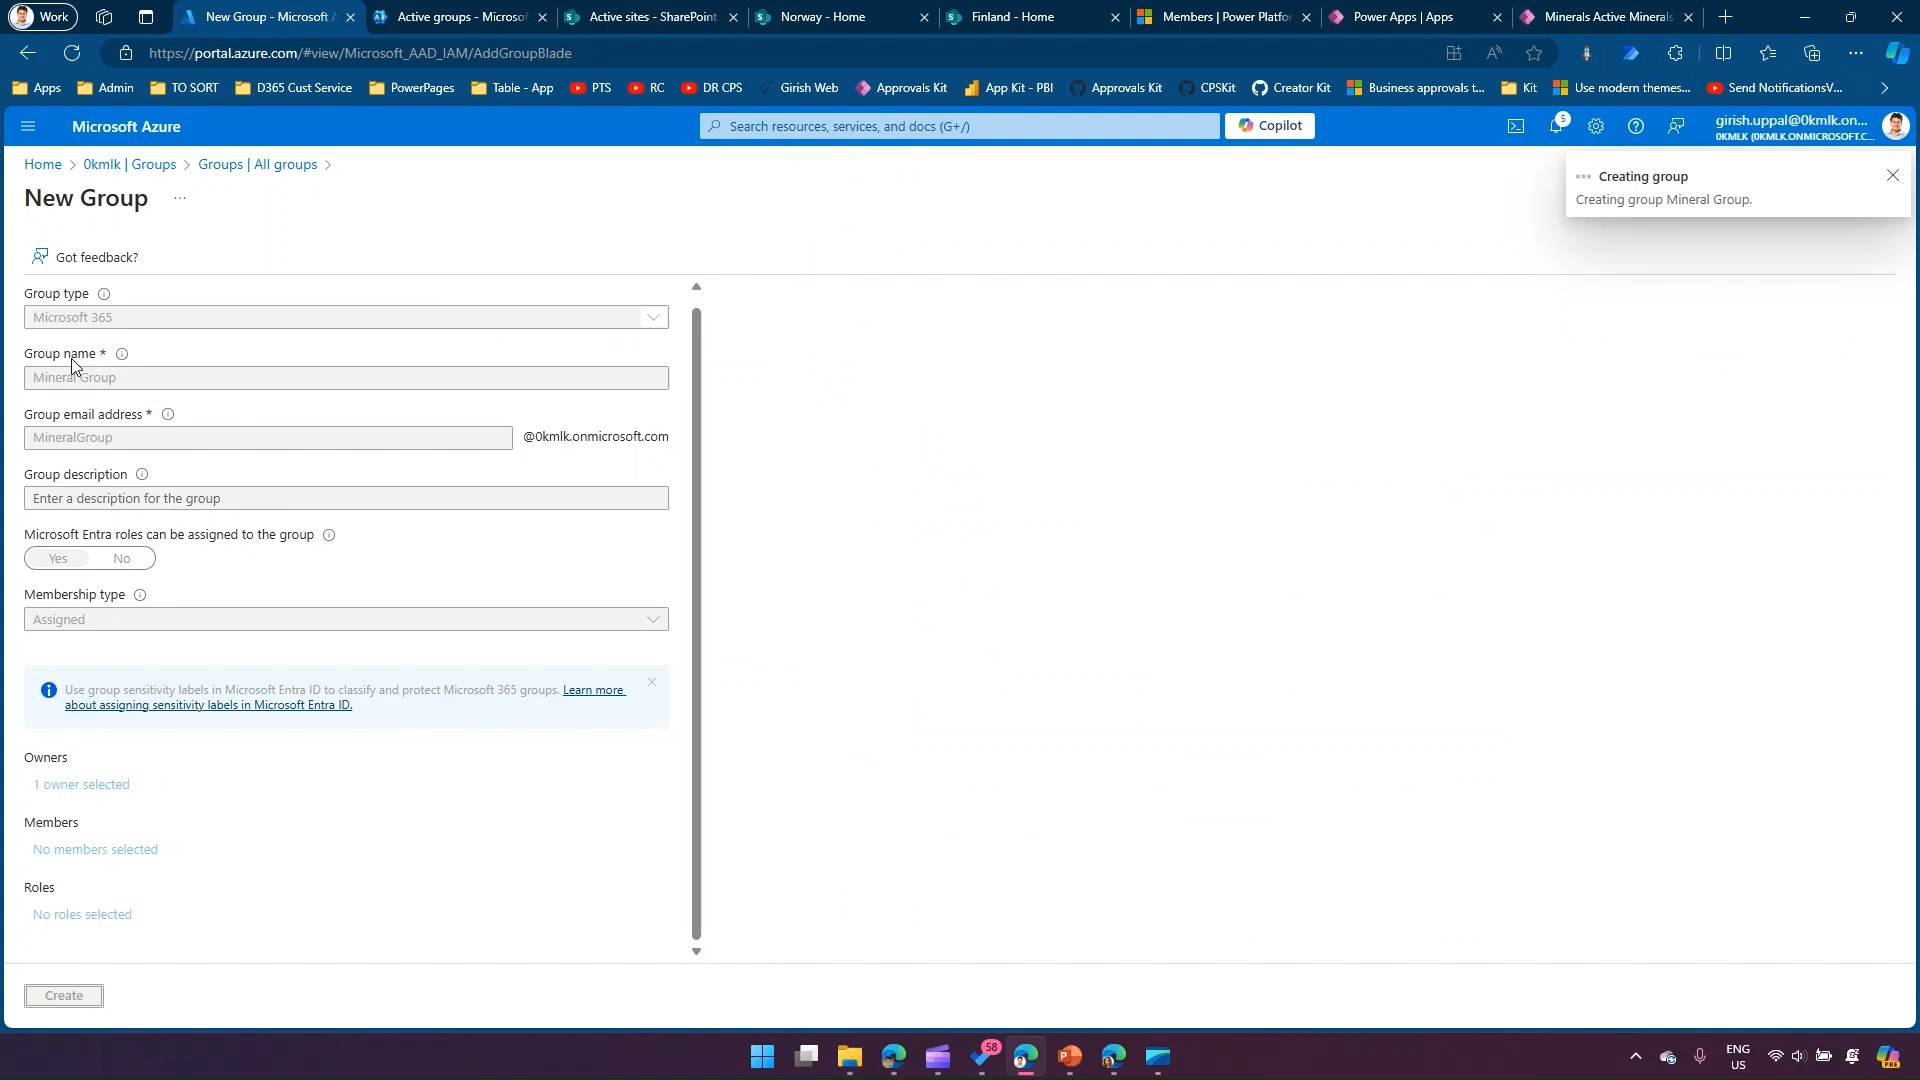 Work
New Group - Microsoft A
Active groups - Microsof
Active sites - SharePoint
Norway - Home
Finland - Home
Members | Power Platfor
Power Apps | Apps
Minerals Active Minerals
https://portal.azure.com/#view/Microsoft_AAD_IAM/AddGroupBlade
Apps
Admin
TO SORT
D365 Cust Service
PowerPages
Table - App
PTS
RC
DR CPS
Girish Web
Approvals Kit
App Kit - PBI
Approvals Kit
CPSKit
Creator Kit
Business approvals t...
Kit
Use modern themes...
Send NotificationsV...
Microsoft Azure
Search resources, services, and docs (G+/)
Copilot
5
girish.uppal@0kmlk.on...
0KMLK (0KMLK.ONMICROSOFT.C...
Home > 0kmlk | Groups > Groups | All groups >
New Group ...
Creating group
Creating group Mineral Group.
Got feedback?
Group type
Microsoft 365
Group name *
Mineral Group
Group email address *
MineralGroup
@0kmlk.onmicrosoft.com
Group description
Enter a description for the group
Microsoft Entra roles can be assigned to the group
Yes No
Membership type
Assigned
Use group sensitivity labels in Microsoft Entra ID to classify and protect Microsoft 365 groups. Learn more
about assigning sensitivity labels in Microsoft Entra ID.
Owners
1 owner selected
Members
No members selected
Roles
No roles selected
Create
58
ENG
US
PRE